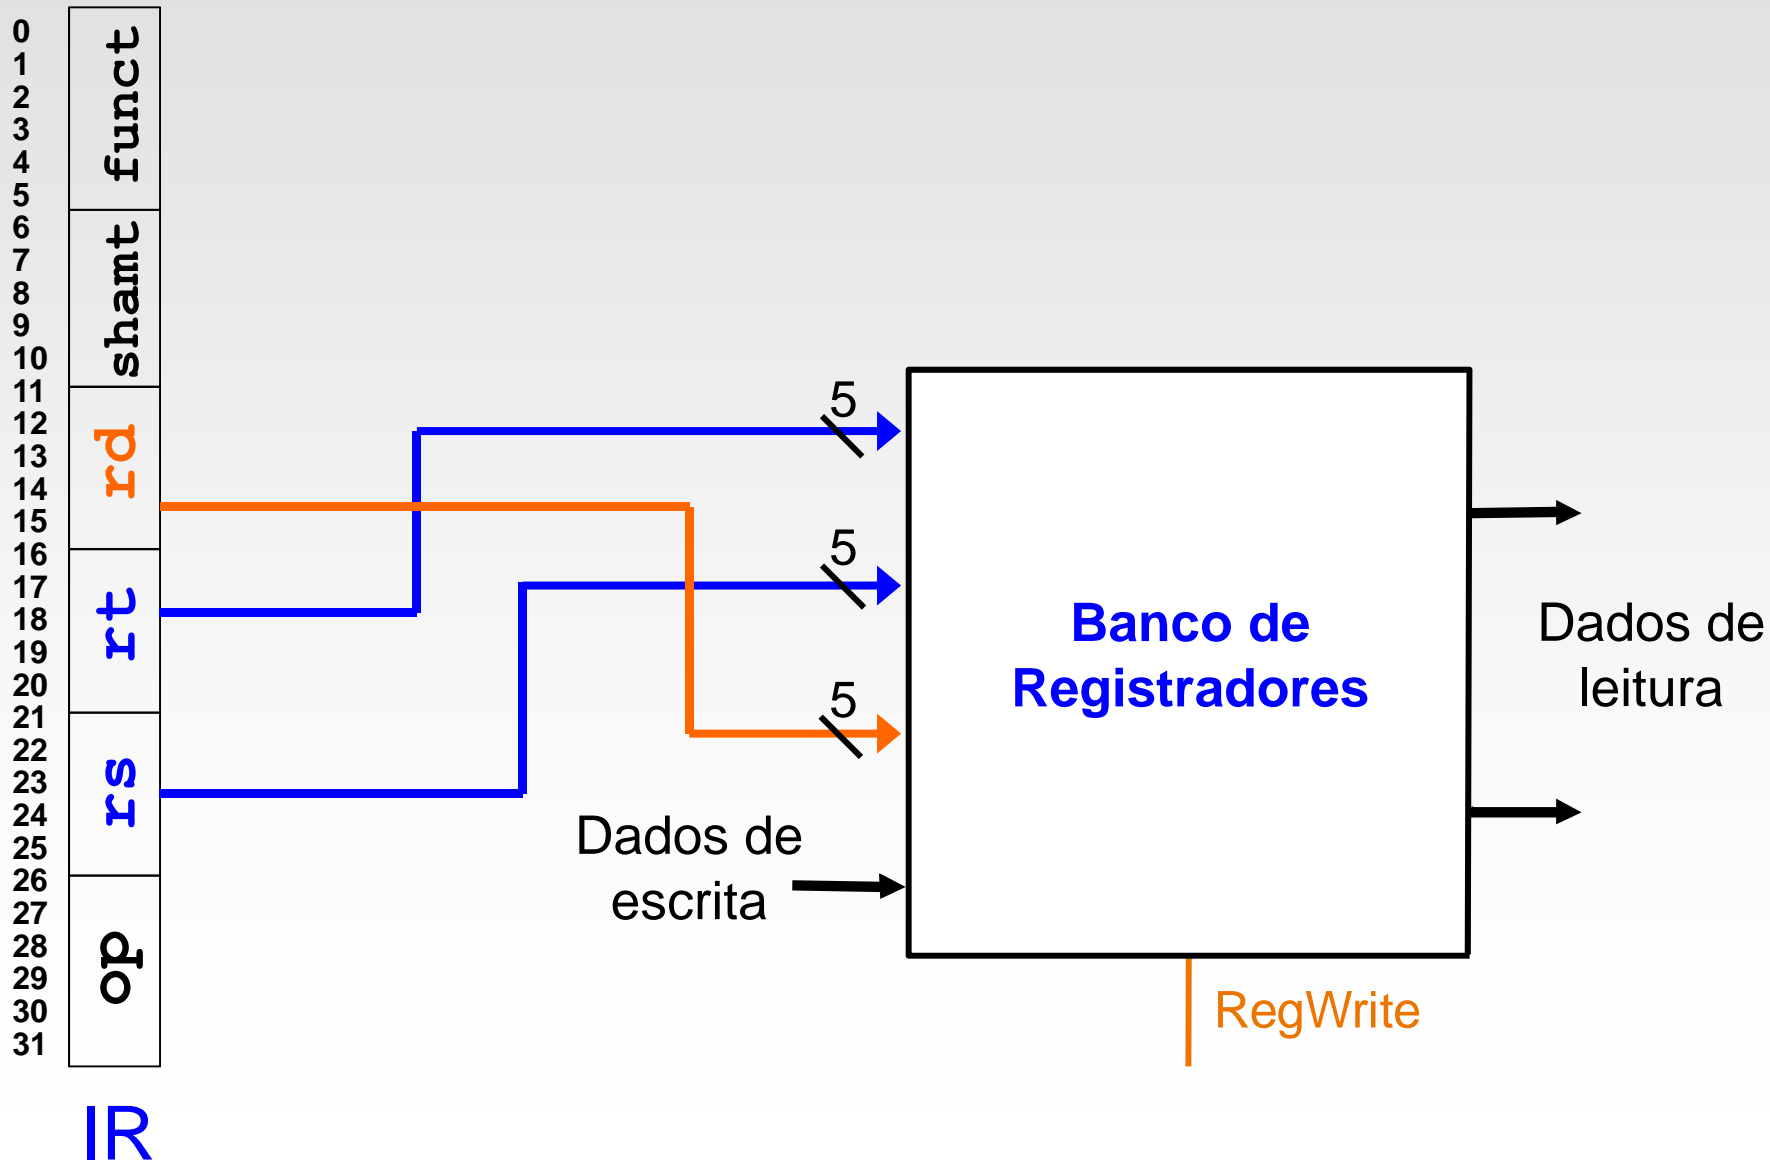 0
1
2
3
4
5
6
7
8
9
10
11
12
13
14
15
16
17
18
19
20
21
22
23
24
25
26
27
28
29
30
31
funct
shamt
rd
rt
rs
op
IR
5
5
5
Dados de
escrita
Banco de
Registradores
RegWrite
Dados de
leitura